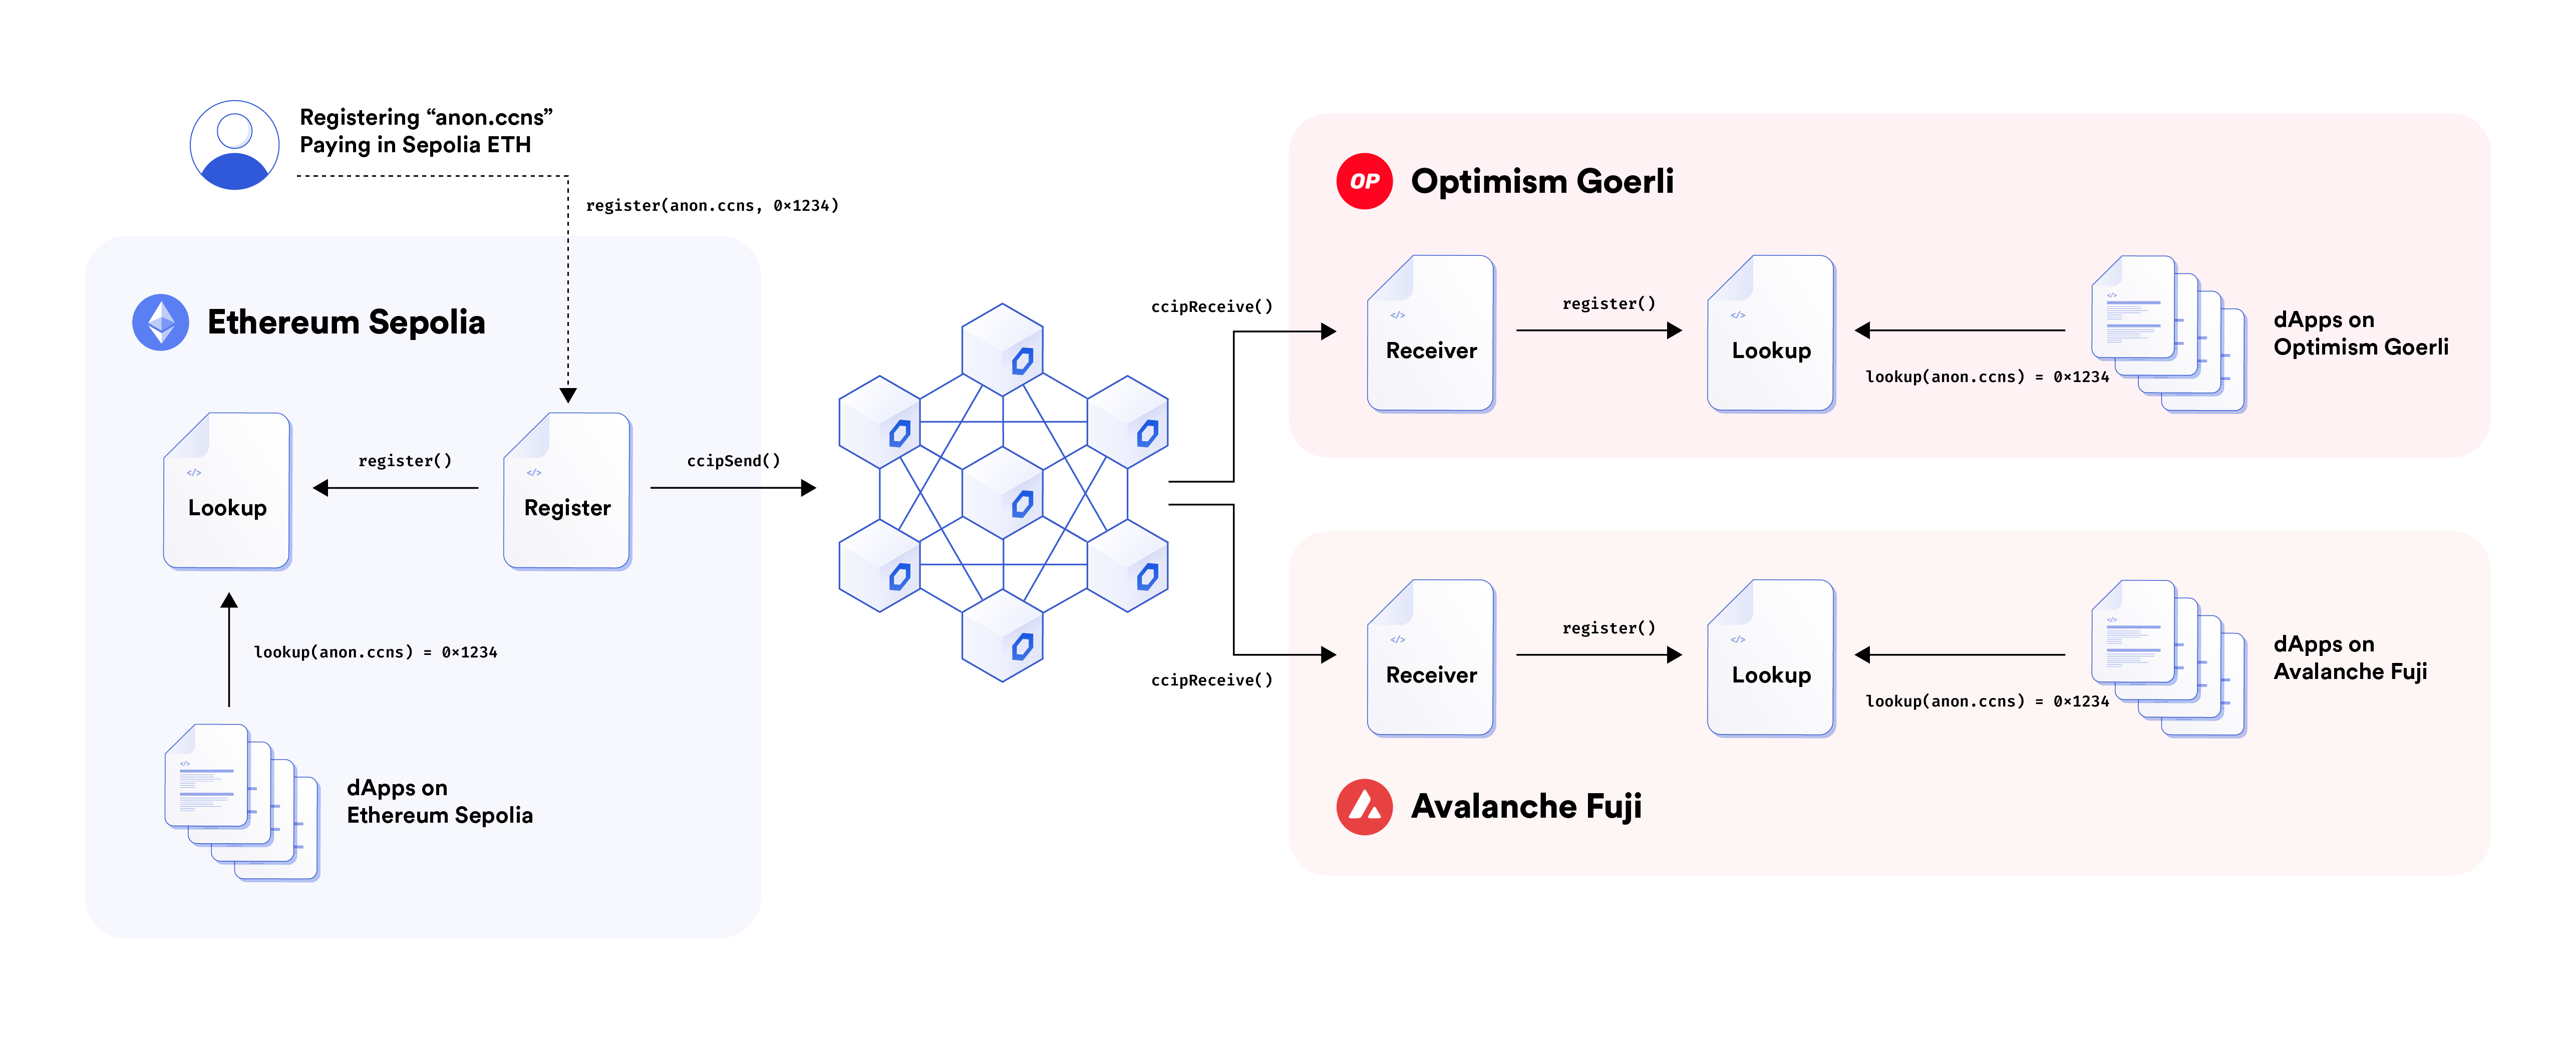 Registering “anon.ccns”
Paying in Sepolia ETH
register(anon.ccns, 0×1234)
Ethereum Sepolia
</>
Lookup
register()
</>
Register
ccipSend()
lookup(anon.ccns) = 0×1234
</>
dApps on
Ethereum Sepolia
ccipReceive()
ccipReceive()
OP
Optimism Goerli
</>
Receiver
register()
</>
Lookup
lookup(anon.ccns) = 0×1234
</>
dApps on
Optimism Goerli
</>
Receiver
register()
</>
Lookup
lookup(anon.ccns) = 0×1234
</>
dApps on
Avalanche Fuji
Avalanche Fuji